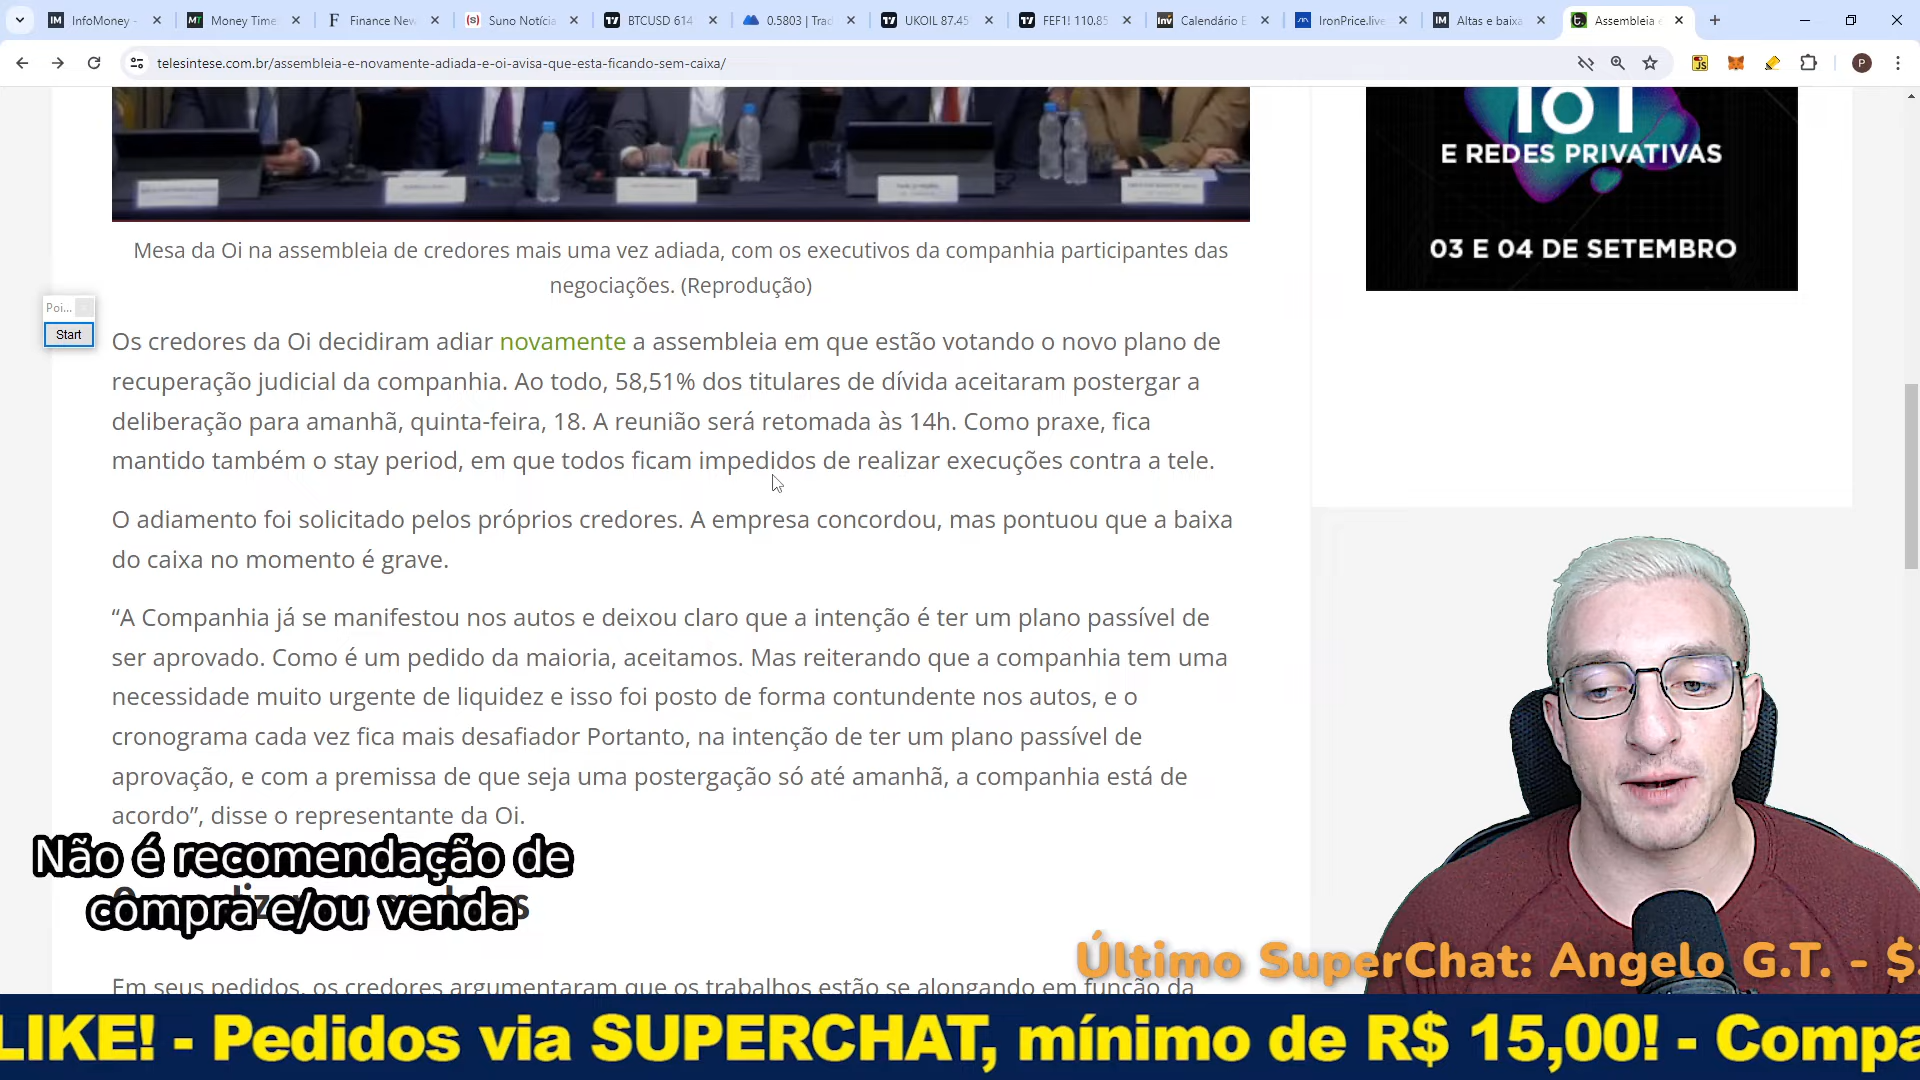 InfoMoney -
Money Time
Finance New
Suno Notícia
BTCUSD 614
0.5803 | Trad
UKOIL 87.45
FEF1! 110.85
Calendário E
IronPrice.live
Altas e baixa
Assembleia
telesintese.com.br/assembleia-e-novamente-adiada-e-oi-avisa-que-esta-ficando-sem-caixa/
IoT
E REDES PRIVATIVAS
03 E 04 DE SETEMBRO
Mesa da Oi na assembleia de credores mais uma vez adiada, com os executivos da companhia participantes das
negociações. (Reprodução)
Poi...
Start
Os credores da Oi decidiram adiar novamente a assembleia em que estão votando o novo plano de
recuperação judicial da companhia. Ao todo, 58,51% dos titulares de dívida aceitaram postergar a
deliberação para amanhã, quinta-feira, 18. A reunião será retomada às 14h. Como praxe, fica
mantido também o stay period, em que todos ficam impedidos de realizar execuções contra a tele.
O adiamento foi solicitado pelos próprios credores. A empresa concordou, mas pontuou que a baixa
do caixa no momento é grave.
“A Companhia já se manifestou nos autos e deixou claro que a intenção é ter um plano passível de
ser aprovado. Como é um pedido da maioria, aceitamos. Mas reiterando que a companhia tem uma
necessidade muito urgente de liquidez e isso foi posto de forma contundente nos autos, e o
cronograma cada vez fica mais desafiador Portanto, na intenção de ter um plano passível de
aprovação, e com a premissa de que seja uma postergação só até amanhã, a companhia está de
acordo”, disse o representante da Oi.
Não é recomendação de
compra e/ou venda
Em seus pedidos, os credores argumentaram que os trabalhos estão se alongando em função da
Último SuperChat: Angelo G.T. - $
LIKE! - Pedidos via SUPERCHAT, mínimo de R$ 15,00! - Compa